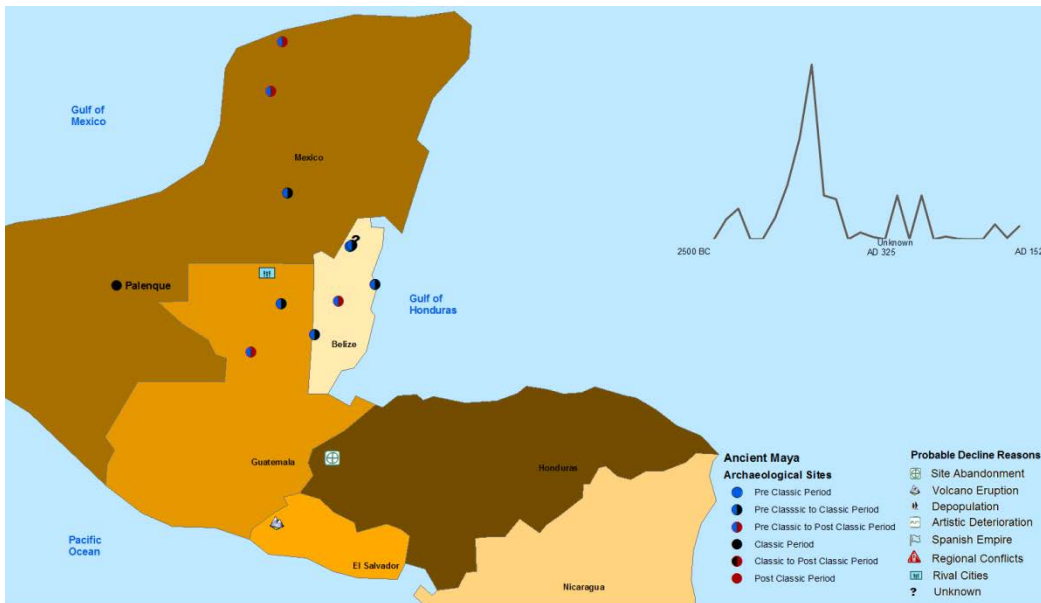 Gulf of
Mexico
Mexico
Palenque
Gulf of
Honduras
Belize
Guatemala
Honduras
Pacific
Ocean
El Salvador
Nicaragua
2500 BC
Unknown
AD 325
AD 152
Ancient Maya
Archaeological Sites
Pre Classic Period
Pre Classsic to Classic Period
Pre Classic to Post Classic Period
Classic Period
Classic to Post Classic Period
Post Classic Period
Probable Decline Reasons
Site Abandonment
Volcano Eruption
Depopulation
Artistic Deterioration
Spanish Empire
Regional Conflicts
Rival Cities
? Unknown
?